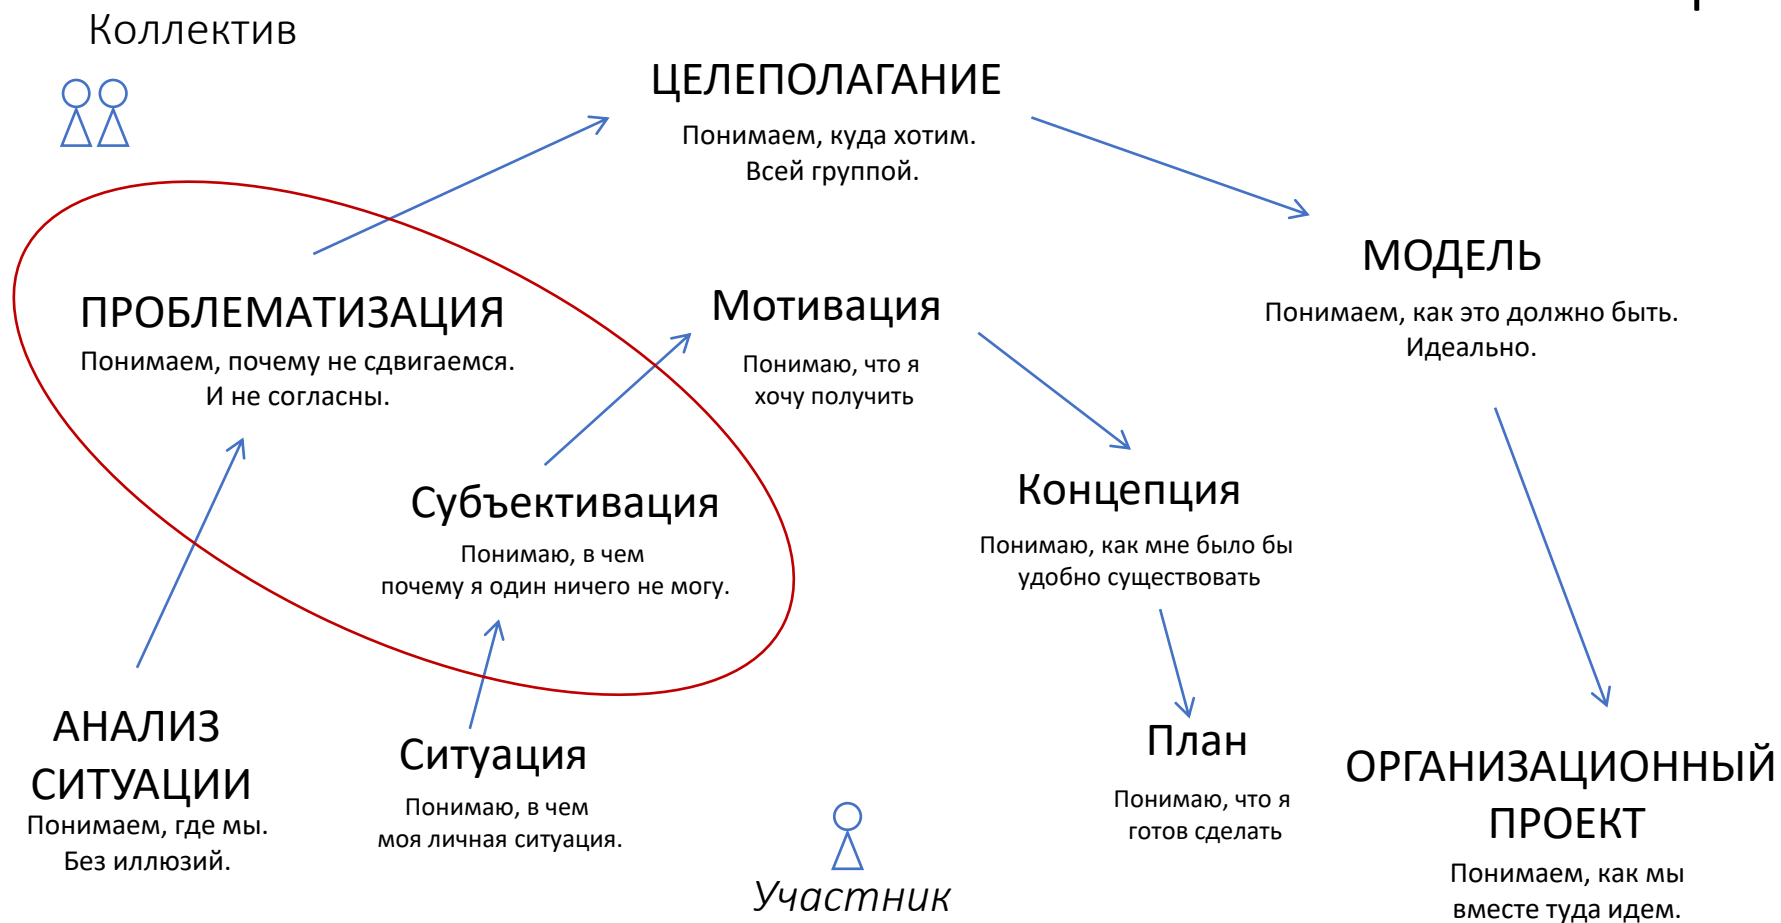 Коллектив
ЦЕЛЕПОЛАГАНИЕ
Понимаем, куда хотим.
Всей группой.
МОДЕЛЬ
Понимаем, как это должно быть.
Идеально.
ПРОБЛЕМАТИЗАЦИЯ
Понимаем, почему не сдвигаемся.
И не согласны.
Мотивация
Понимаю, что я
хочу получить
Субъективация
Понимаю, в чем
почему я один ничего не могу.
Концепция
Понимаю, как мне было бы
удобно существовать
АНАЛИЗ
СИТУАЦИИ
Понимаем, где мы.
Без иллюзий.
Ситуация
Понимаю, в чем
моя личная ситуация.
План
Понимаю, что я
готов сделать
ОРГАНИЗАЦИОННЫЙ
ПРОЕКТ
Понимаем, как мы
вместе туда идем.
Участник